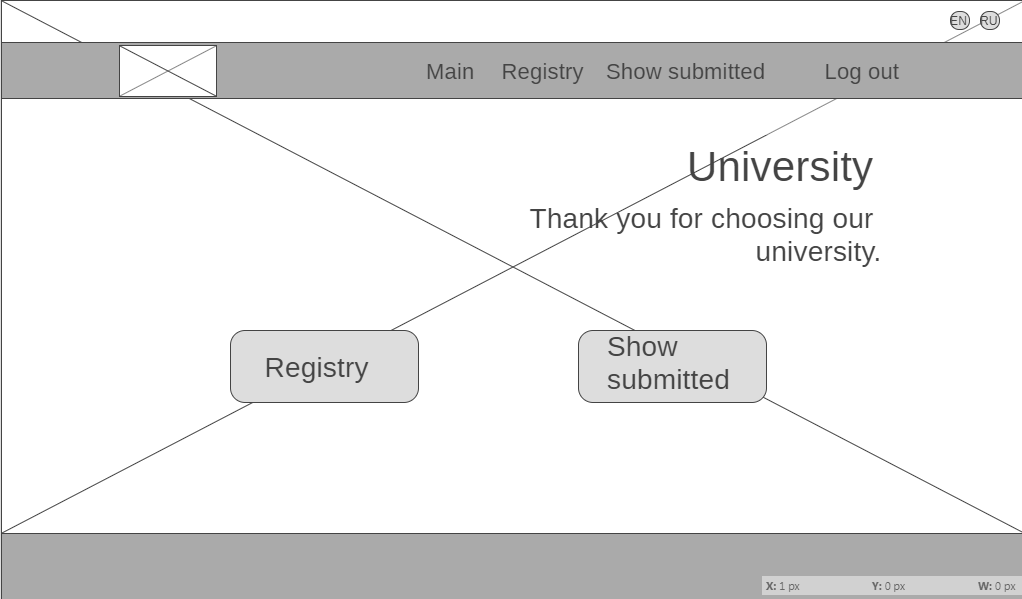 EN RU
Main Registry Show submitted Log out
University
Thank you for choosing our
university.
Registry
Show
submitted
X: 1 px Y: 0 px W: 0 px